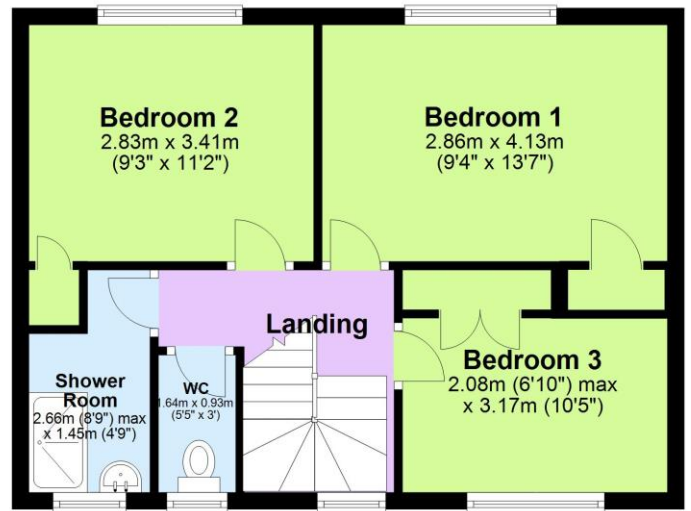 Bedroom 2
2.83m x 3.41m
(9'3" x 11'2")
Bedroom 1
2.86m x 4.13m
(9'4" x 13'7")
Landing
Bedroom 3
2.08m (6'10") max
x 3.17m (10'5")
Shower
Room
2.66m (8'9") max
x 1.45m (4'9")
WC
1.64m x 0.93m
(5'5" x 3')